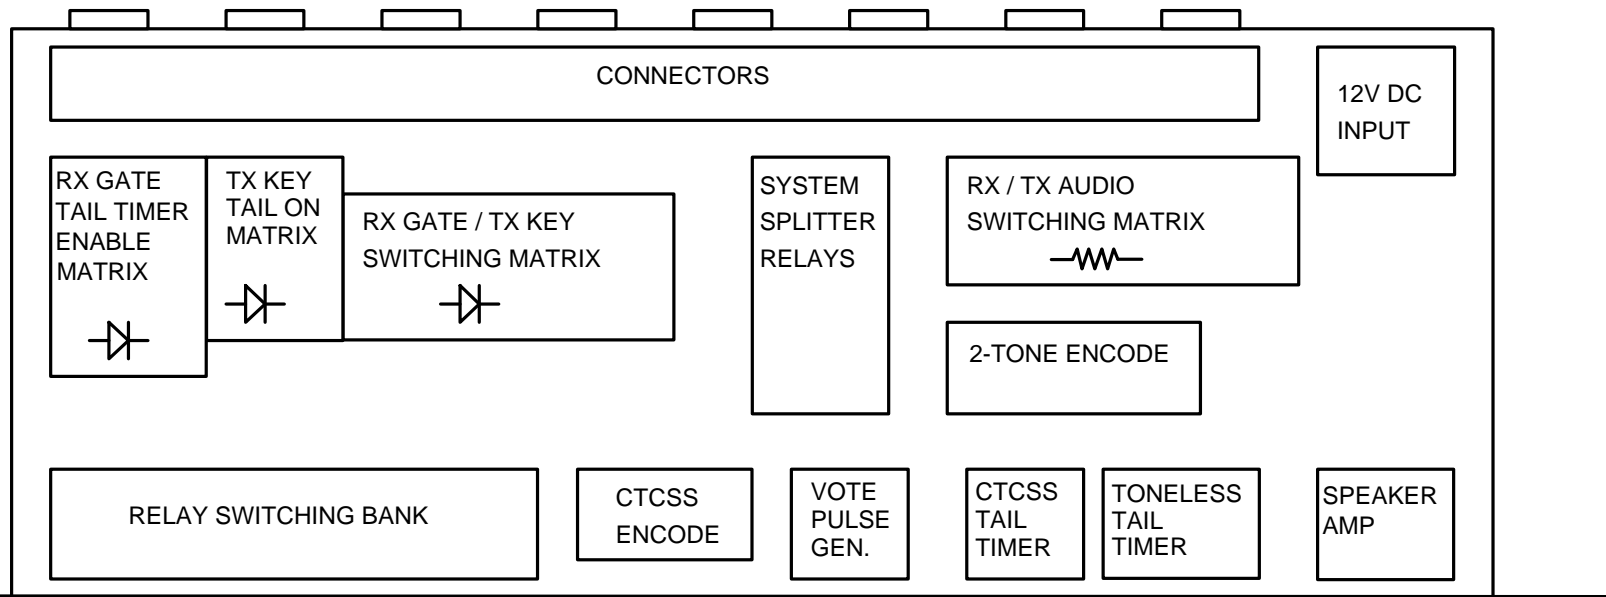 CONNECTORS
12V DC
INPUT
RX GATE
TAIL TIMER
ENABLE
MATRIX
TX KEY
TAIL ON
MATRIX
RX GATE / TX KEY
SWITCHING MATRIX
SYSTEM
SPLITTER
RELAYS
RX / TX AUDIO
SWITCHING MATRIX
2-TONE ENCODE
RELAY SWITCHING BANK
CTCSS
ENCODE
VOTE
PULSE
GEN.
CTCSS
TAIL
TIMER
TONELESS
TAIL
TIMER
SPEAKER
AMP